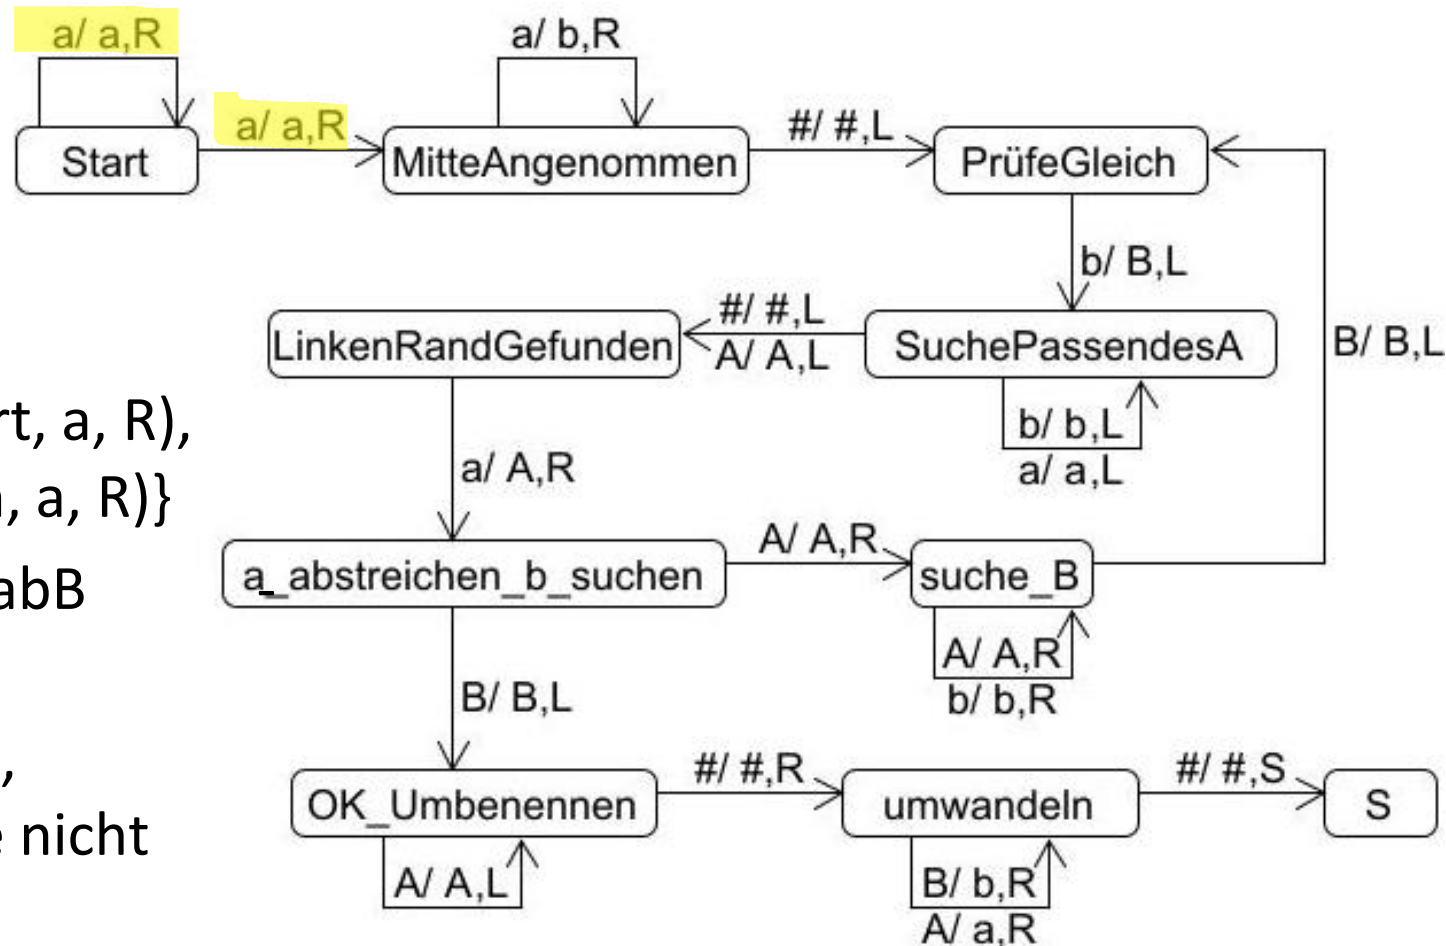 a/ a,R
a/ b,R
a/ a,R
#/ #,L
Start
MitteAngenommen
PrüfeGleich
b/ B,L
#/ #,L
LinkenRandGefunden
SuchePassendesA
B/ B,L
A/ A,L
rt, a, R),
b/ b,L
a/ A,R
a/ a,L
, a, R)}
A/ A,R
a_abstreichen_b_suchen
suche_B
abB
A/ A,R
B/ B,L
b/ b,R
,
#/ #,R
#/ #,S
OK_Umbenennen
umwandeln
S
e nicht
A/ A,L
B/ b,R
A/ a,R